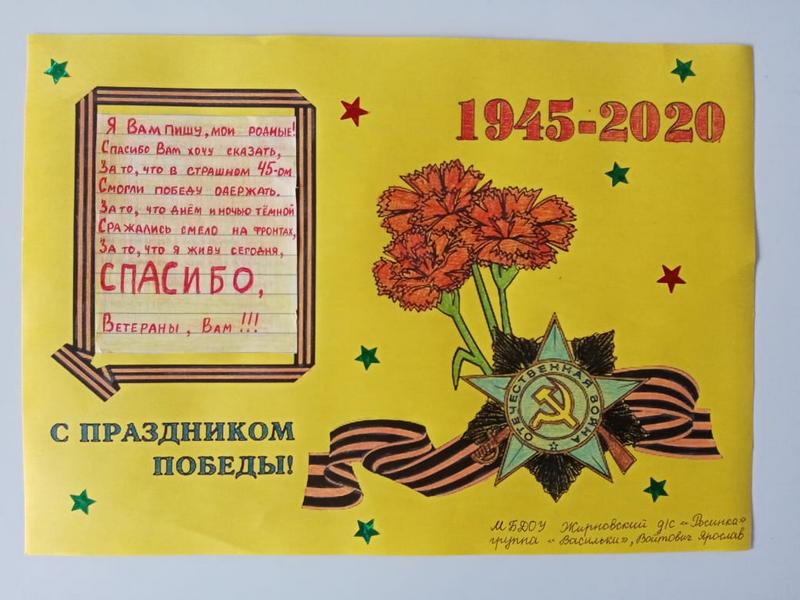 Я Вам пишу, мои родные!
Спасибо Вам хочу сказать,
За то, что в страшном 45-ом
Смогли победу одержать.
За то, что днём и ночью тёмной
Сражались смело на фронтах,
За то, что я живу сегодня,
СПАСИБО,
Ветераны, Вам!!!
С ПРАЗДНИКОМ
ПОБЕДЫ!
1945-2020
ОТЕЧЕСТВЕННАЯ ВОЙНА
МБДОУ Жирновский д/с «Росинка»
группа «Васильки», Войтович Ярослав